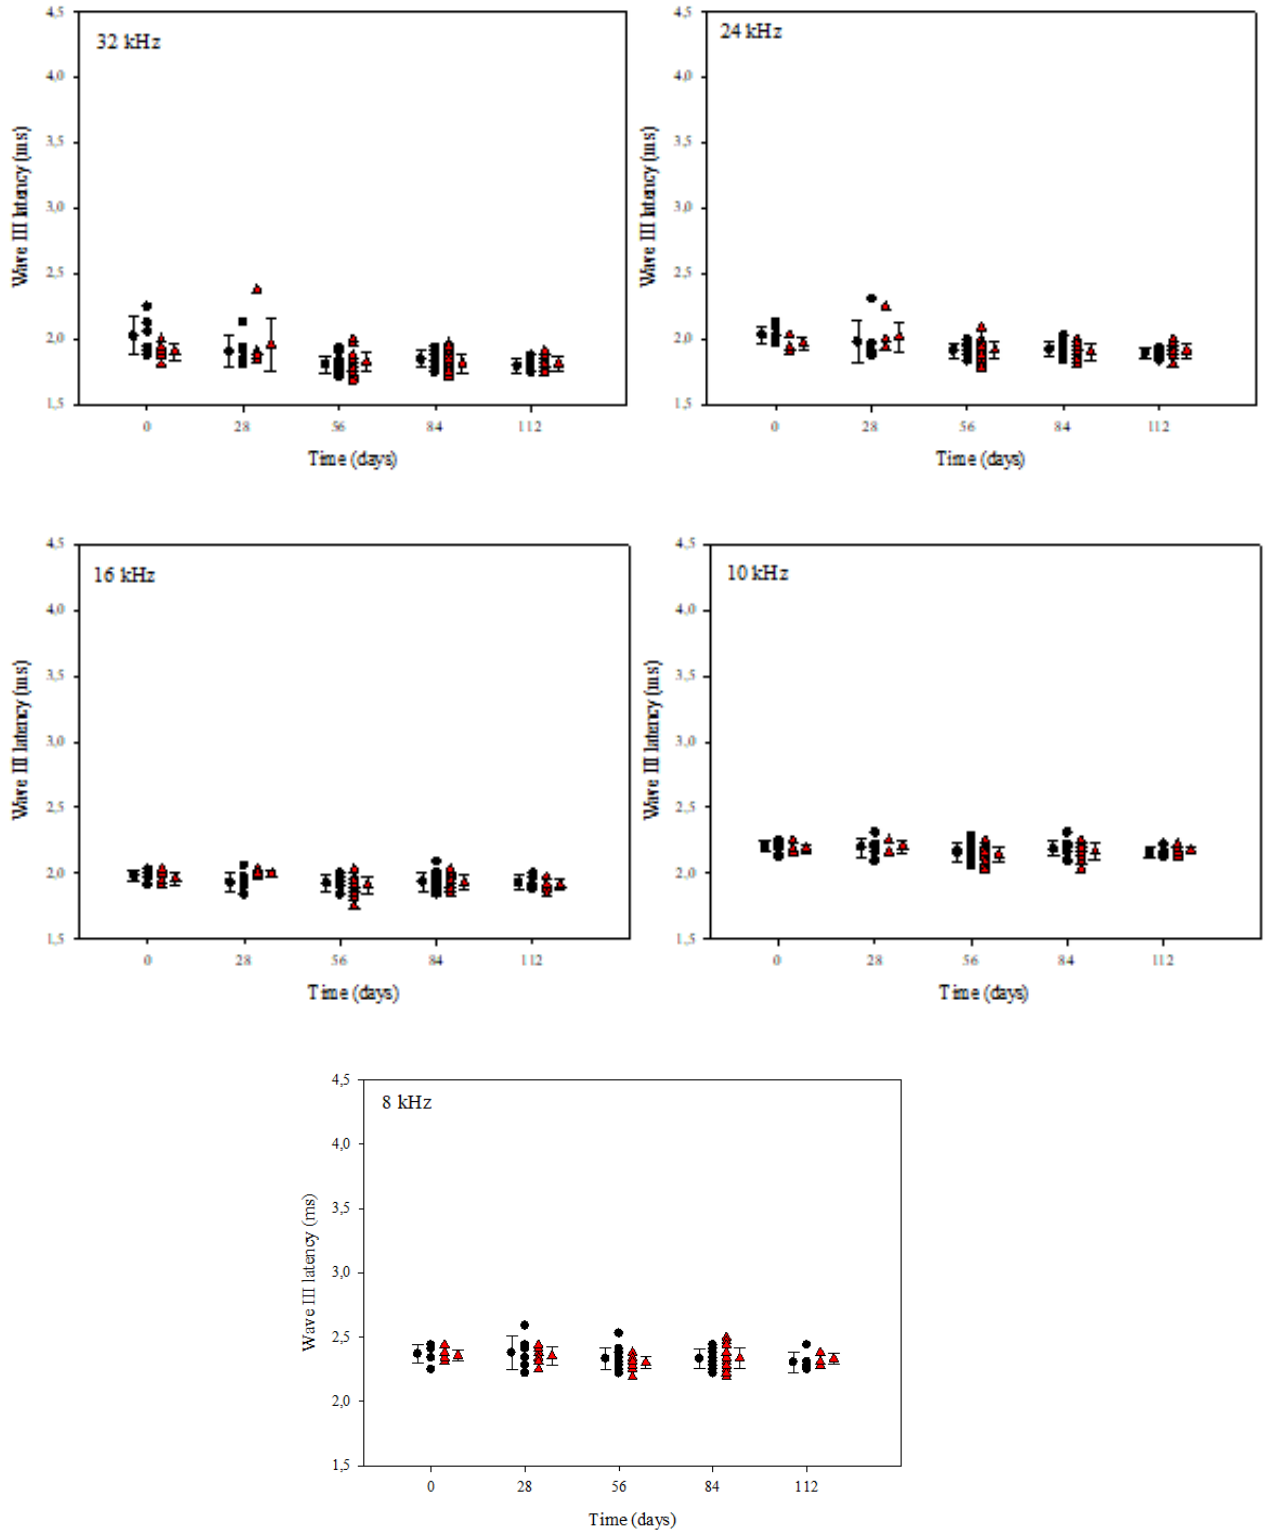 4,5
32 kHz
4,0
3,5
3,0
2,5
2,0
1,5
Wave III latency (ms)
0 28 56 84 112
Time (days)
4,5
24 kHz
4,0
3,5
3,0
2,5
2,0
1,5
Wave III latency (ms)
0 28 56 84 112
Time (days)
4,5
16 kHz
4,0
3,5
3,0
2,5
2,0
1,5
Wave III latency (ms)
0 28 56 84 112
Time (days)
4,5
10 kHz
4,0
3,5
3,0
2,5
2,0
1,5
Wave III latency (ms)
0 28 56 84 112
Time (days)
4,5
8 kHz
4,0
3,5
3,0
2,5
2,0
1,5
Wave III latency (ms)
0 28 56 84 112
Time (days)